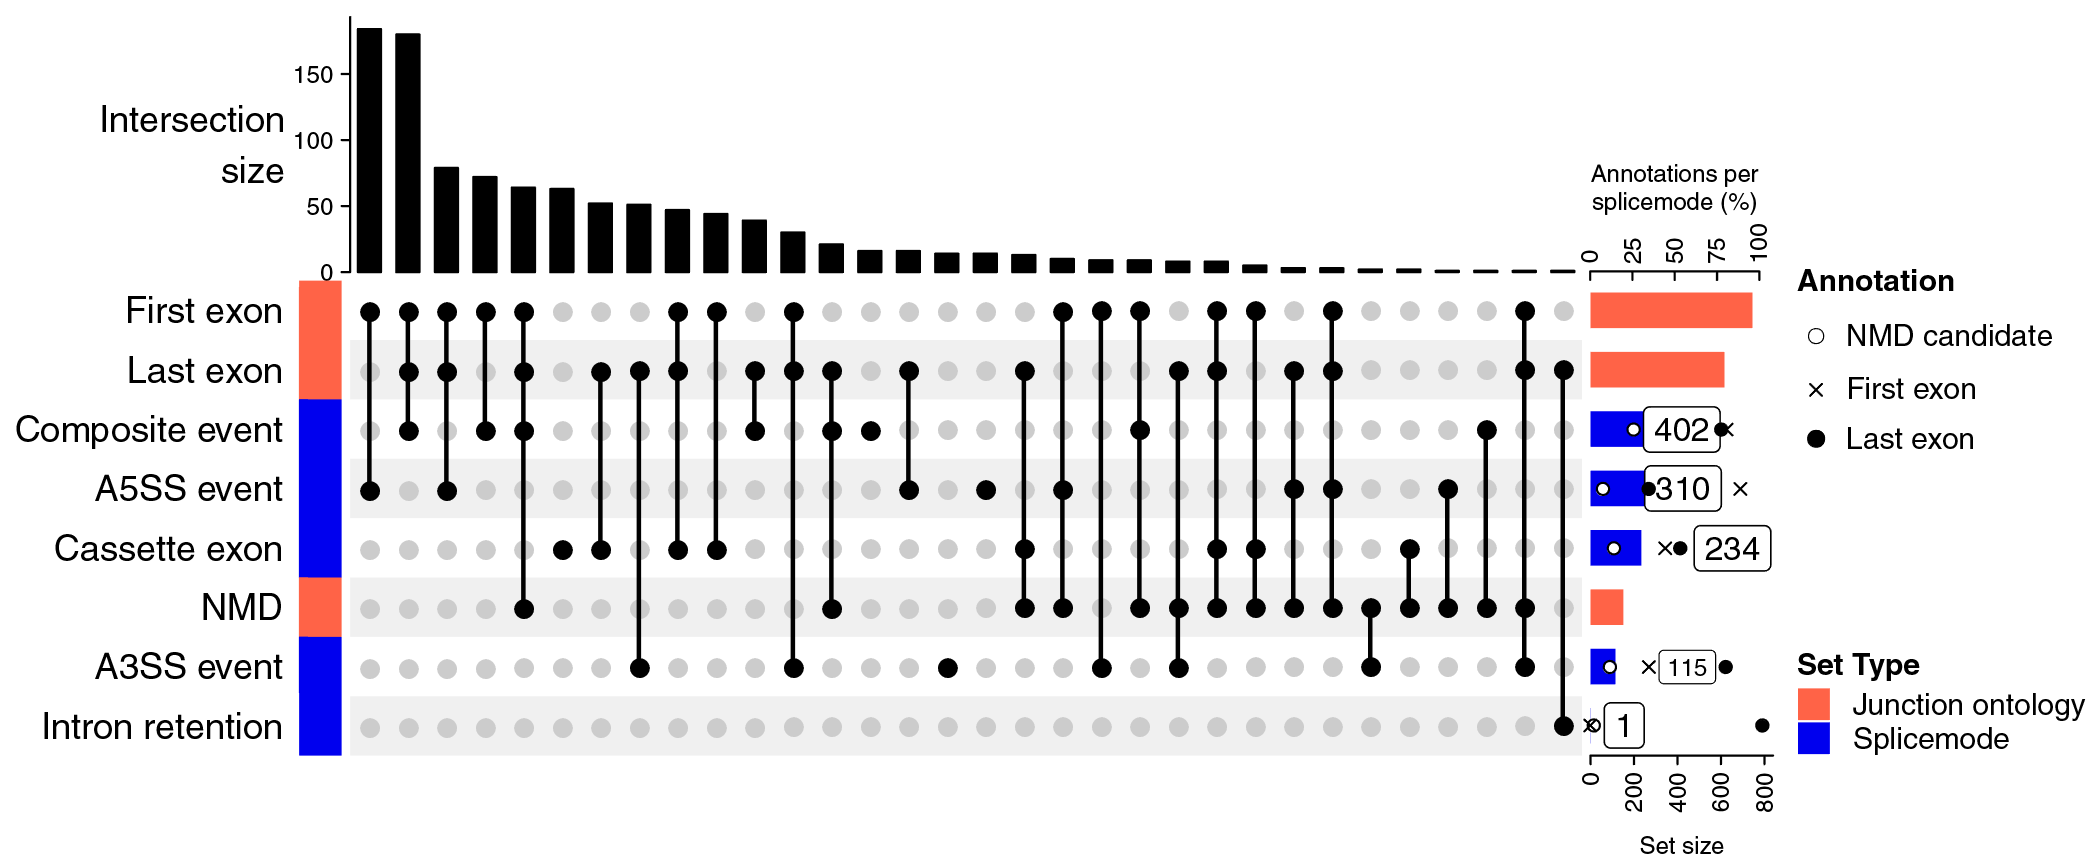 Intersection
size
150
100
50
0
Annotations per
splicemode (%)
0 25 50 75 100
First exon
Last exon
Composite event
A5SS event
Cassette exon
NMD
A3SS event
Intron retention
402
310
234
115
1
0 200 400 600 800
Set size
Annotation
NMD candidate
First exon
Last exon
Set Type
Junction ontology
Splicemode